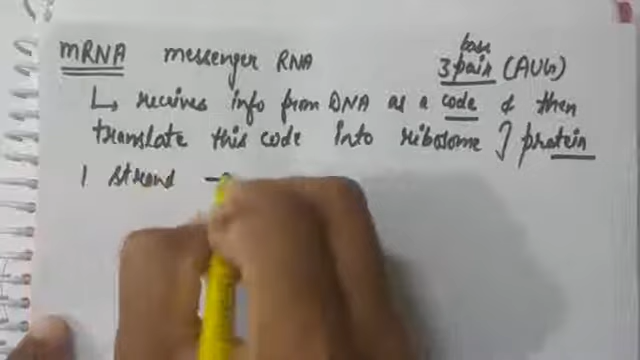 mRNA messenger RNA
base
3 pair (AUG)
↳ receives info from DNA as a code & then
translate this code into ribosome } protein
1 strand →